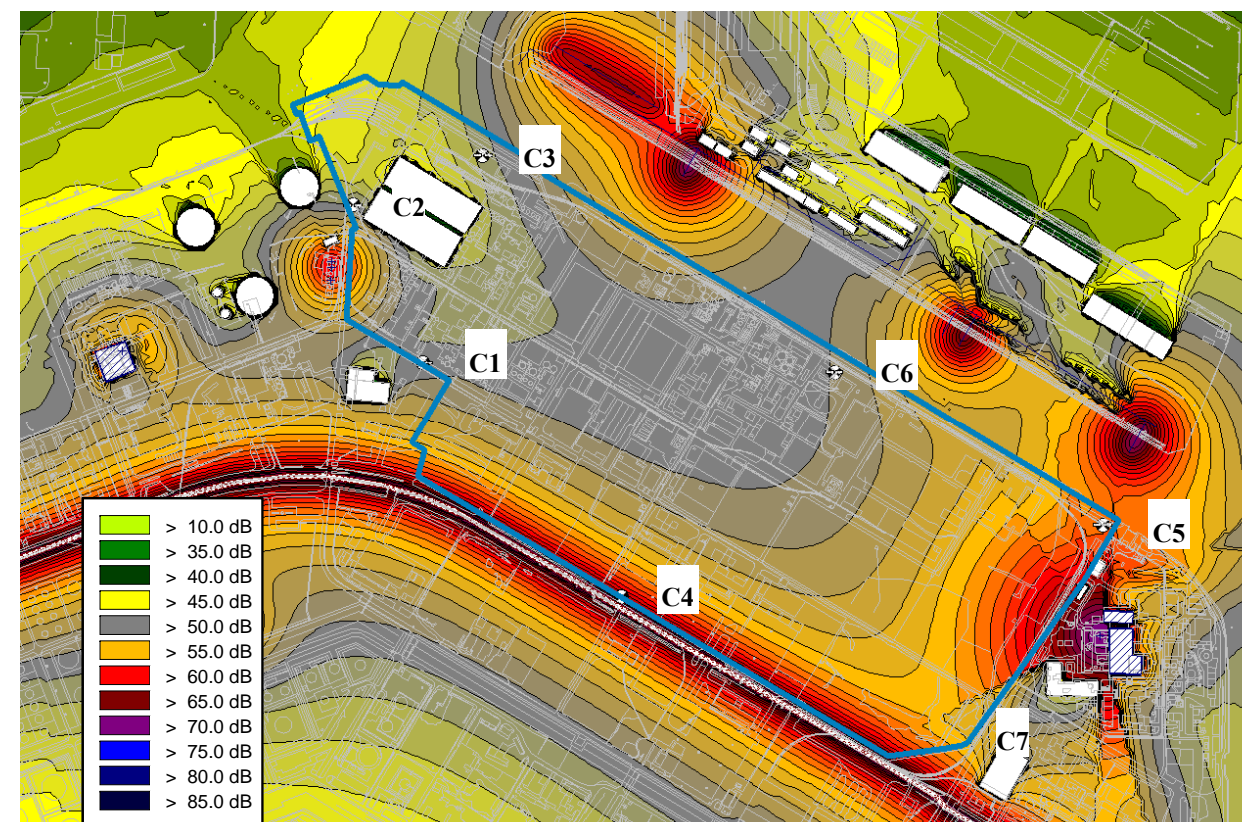 C3
C2
C1
C6
C5
C4
C7
> 10.0 dB
> 35.0 dB
> 40.0 dB
> 45.0 dB
> 50.0 dB
> 55.0 dB
> 60.0 dB
> 65.0 dB
> 70.0 dB
> 75.0 dB
> 80.0 dB
> 85.0 dB